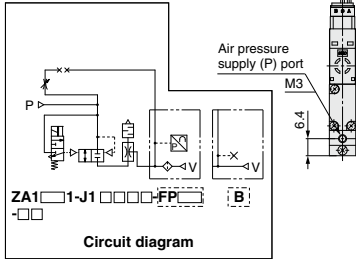 P
V
V
P
ZA1□□1-J1 □□□□-FP□□ B
-□□
Circuit diagram
Air pressure
supply (P) port
M3
6.4